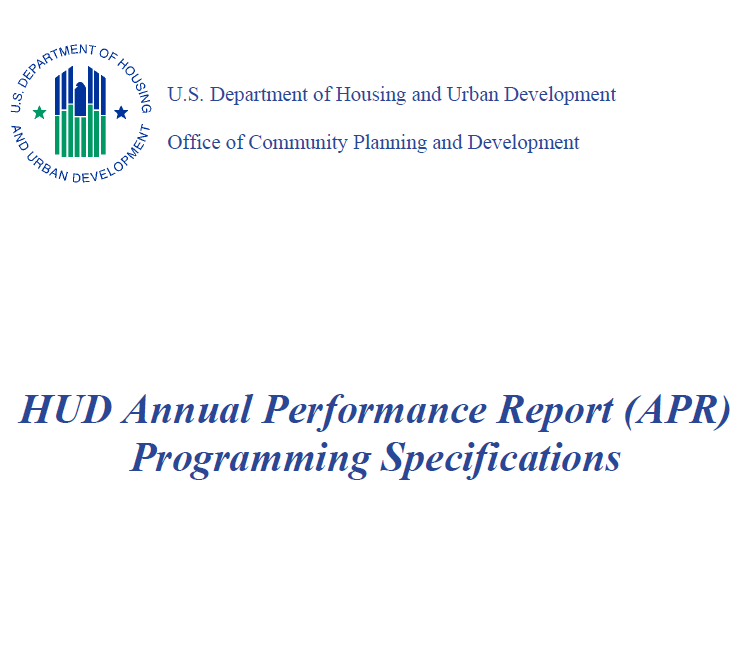 U.S. DEPARTMENT OF HOUSING
AND URBAN DEVELOPMENT
U.S. Department of Housing and Urban Development
Office of Community Planning and Development
HUD Annual Performance Report (APR)
Programming Specifications